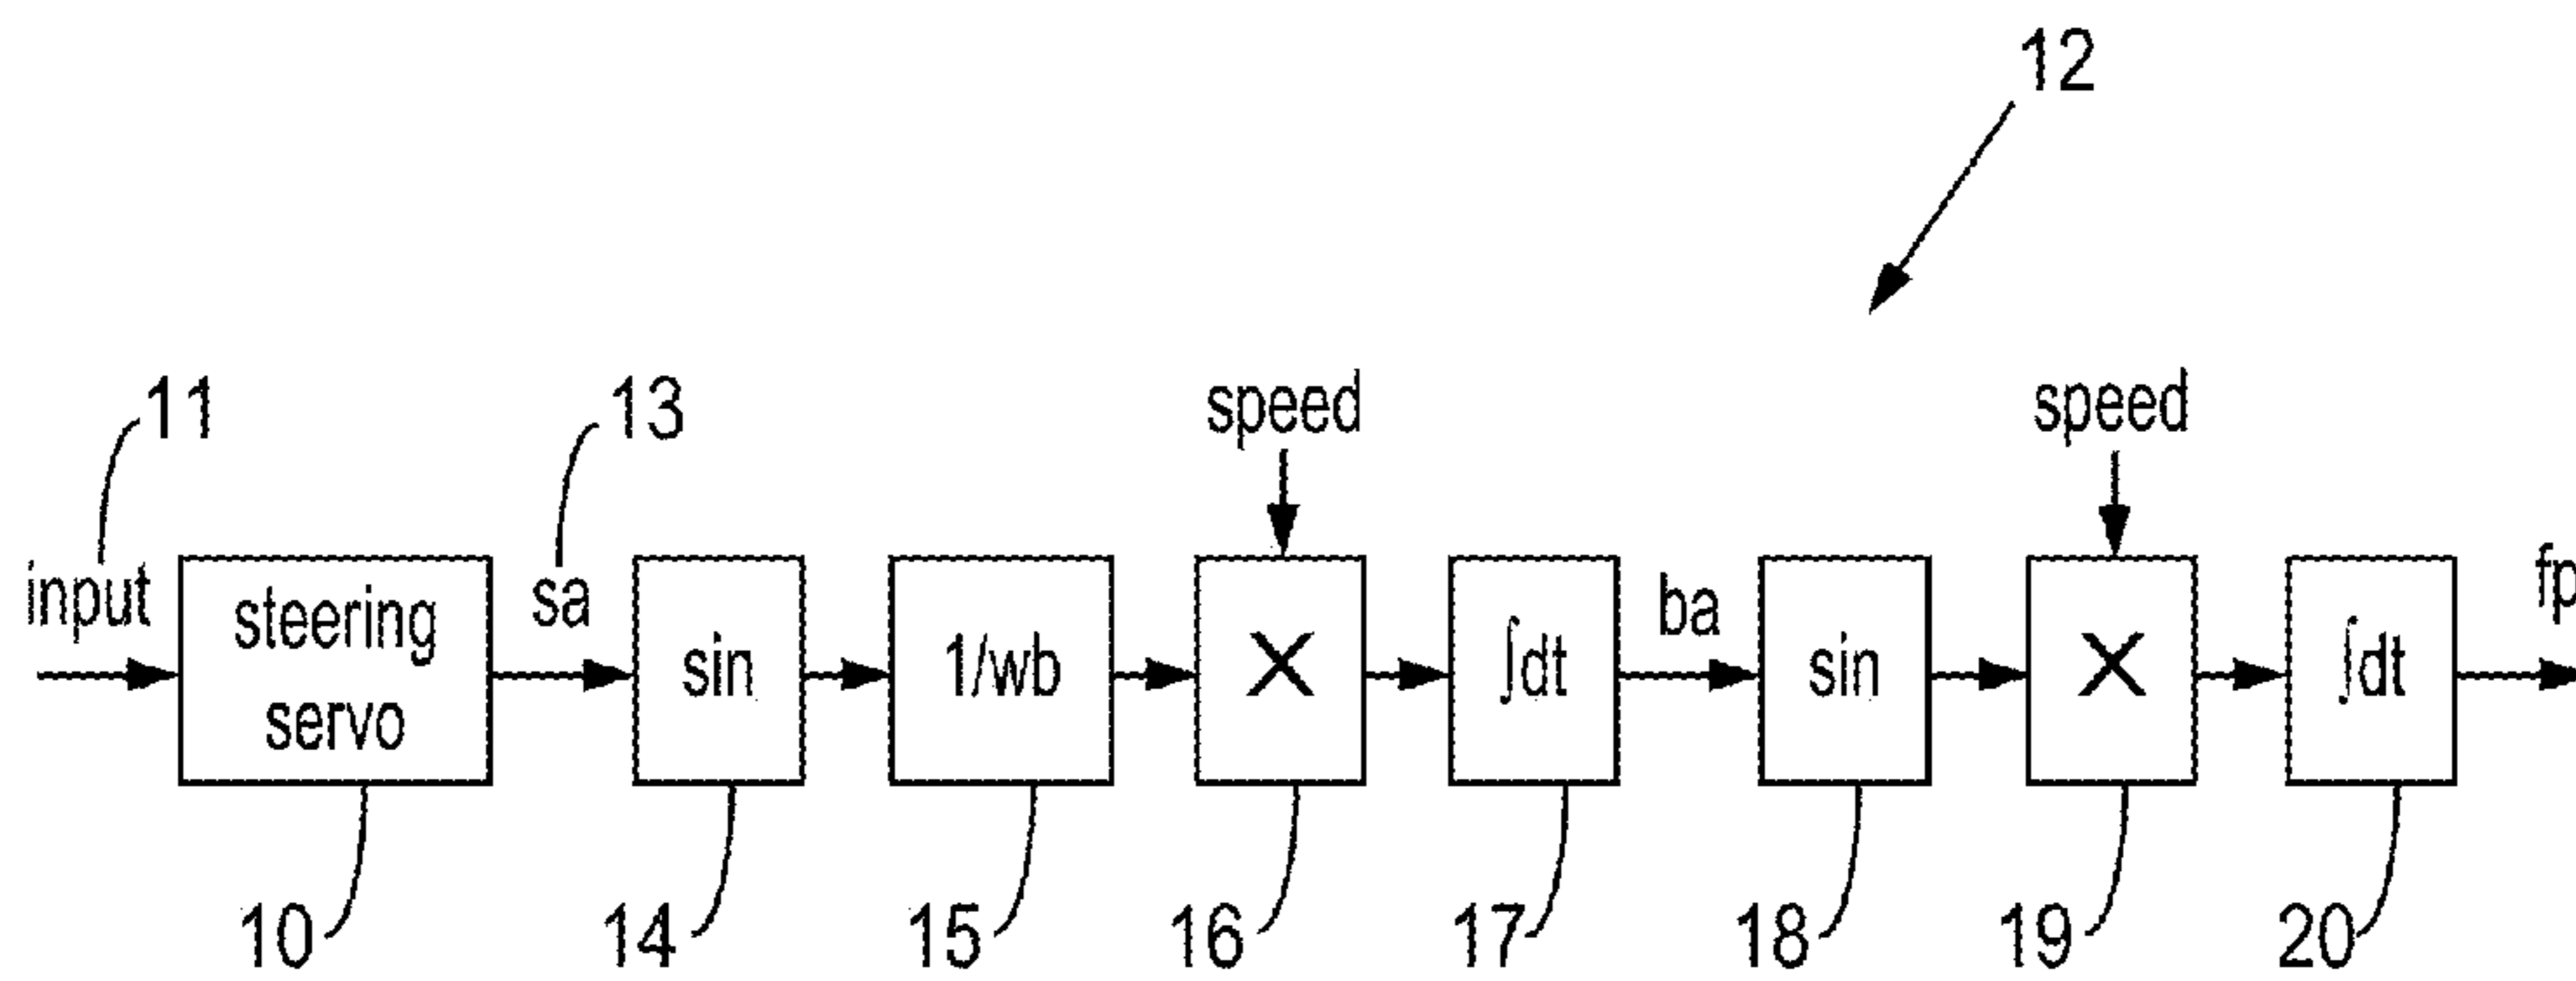 12
11
13
speed
speed
input
steering
servo
sa
sin
1/wb
X
∫dt
ba
sin
X
∫dt
fp
10
14
15
16
17
18
19
20